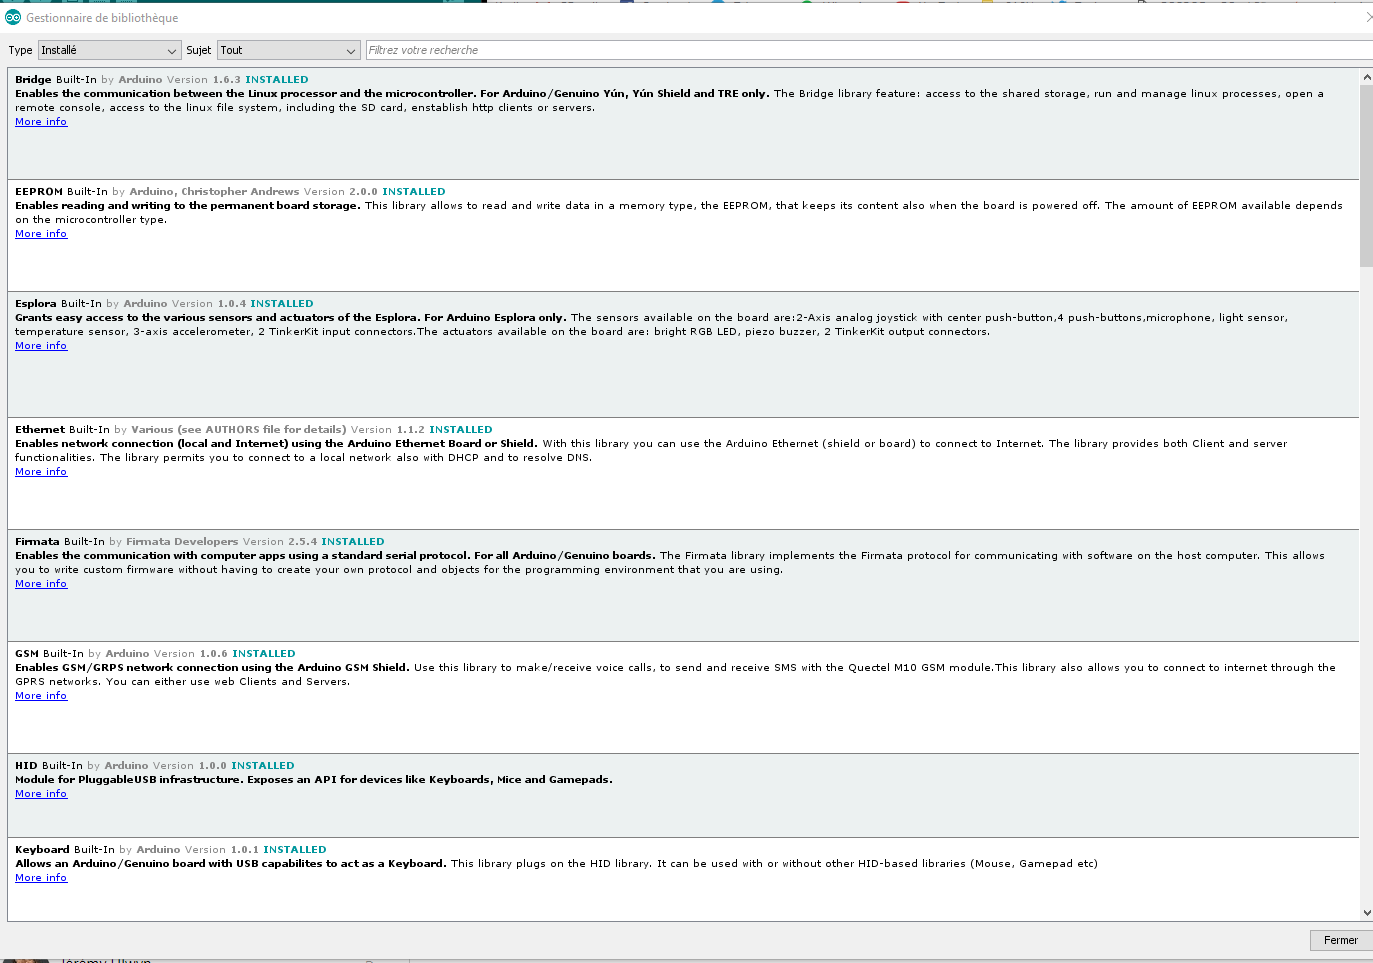 Gestionnaire de bibliothèque
Type Installé Sujet Tout Filtrez votre recherche
Bridge Built-In by Arduino Version 1.6.3 INSTALLED
Enables the communication between the Linux processor and the microcontroller. For Arduino/Genuino Yún, Yún Shield and TRE only. The Bridge library feature: access to the shared storage, run and manage linux processes, open a
remote console, access to the linux file system, including the SD card, enstablish http clients or servers.
More info
EEPROM Built-In by Arduino, Christopher Andrews Version 2.0.0 INSTALLED
Enables reading and writing to the permanent board storage. This library allows to read and write data in a memory type, the EEPROM, that keeps its content also when the board is powered off. The amount of EEPROM available depends
on the microcontroller type.
More info
Esplora Built-In by Arduino Version 1.0.4 INSTALLED
Grants easy access to the various sensors and actuators of the Esplora. For Arduino Esplora only. The sensors available on the board are:2-Axis analog joystick with center push-button,4 push-buttons,microphone, light sensor,
temperature sensor, 3-axis accelerometer, 2 TinkerKit input connectors.The actuators available on the board are: bright RGB LED, piezo buzzer, 2 TinkerKit output connectors.
More info
Ethernet Built-In by Various (see AUTHORS file for details) Version 1.1.2 INSTALLED
Enables network connection (local and Internet) using the Arduino Ethernet Board or Shield. With this library you can use the Arduino Ethernet (shield or board) to connect to Internet. The library provides both Client and server
functionalities. The library permits you to connect to a local network also with DHCP and to resolve DNS.
More info
Firmata Built-In by Firmata Developers Version 2.5.4 INSTALLED
Enables the communication with computer apps using a standard serial protocol. For all Arduino/Genuino boards. The Firmata library implements the Firmata protocol for communicating with software on the host computer. This allows
you to write custom firmware without having to create your own protocol and objects for the programming environment that you are using.
More info
GSM Built-In by Arduino Version 1.0.6 INSTALLED
Enables GSM/GRPS network connection using the Arduino GSM Shield. Use this library to make/receive voice calls, to send and receive SMS with the Quectel M10 GSM module.This library also allows you to connect to internet through the
GPRS networks. You can either use web Clients and Servers.
More info
HID Built-In by Arduino Version 1.0.0 INSTALLED
Module for PluggableUSB infrastructure. Exposes an API for devices like Keyboards, Mice and Gamepads.
More info
Keyboard Built-In by Arduino Version 1.0.1 INSTALLED
Allows an Arduino/Genuino board with USB capabilites to act as a Keyboard. This library plugs on the HID library. It can be used with or without other HID-based libraries (Mouse, Gamepad etc)
More info
Fermer